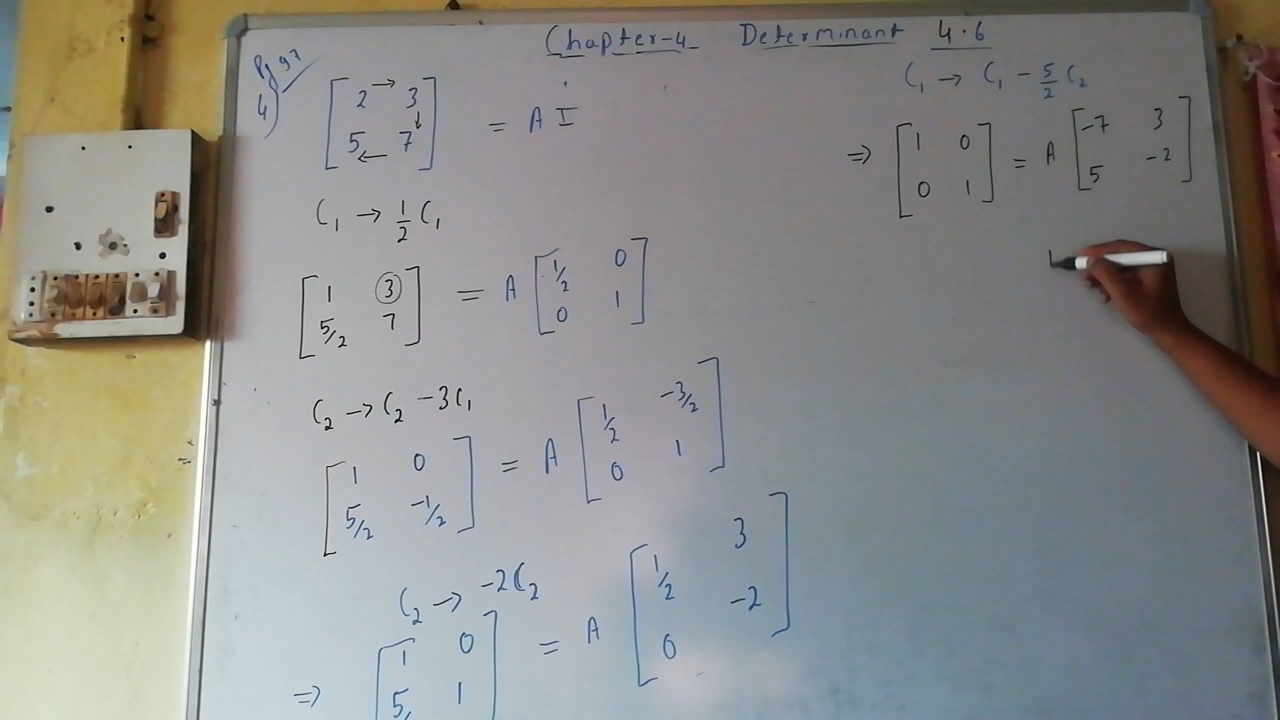 Chapter-4 Determinant 4.6
Pg 97
4)
[2 → 3
5 ← 7] = A I
C₁ → 1/2 C₁
[1 3
5/2 7] = A [1/2 0
0 1]
C₂ → C₂ -3C₁
[1 0
5/2 -1/2] = A [1/2 -3/2
0 1]
C₂ → -2C₂
⇒ [1 0
5/ 1] = A [1/2 3
0 -2]
C₁ → C₁ - 5/2 C₂
⇒ [1 0
0 1] = A [-7 3
5 -2]